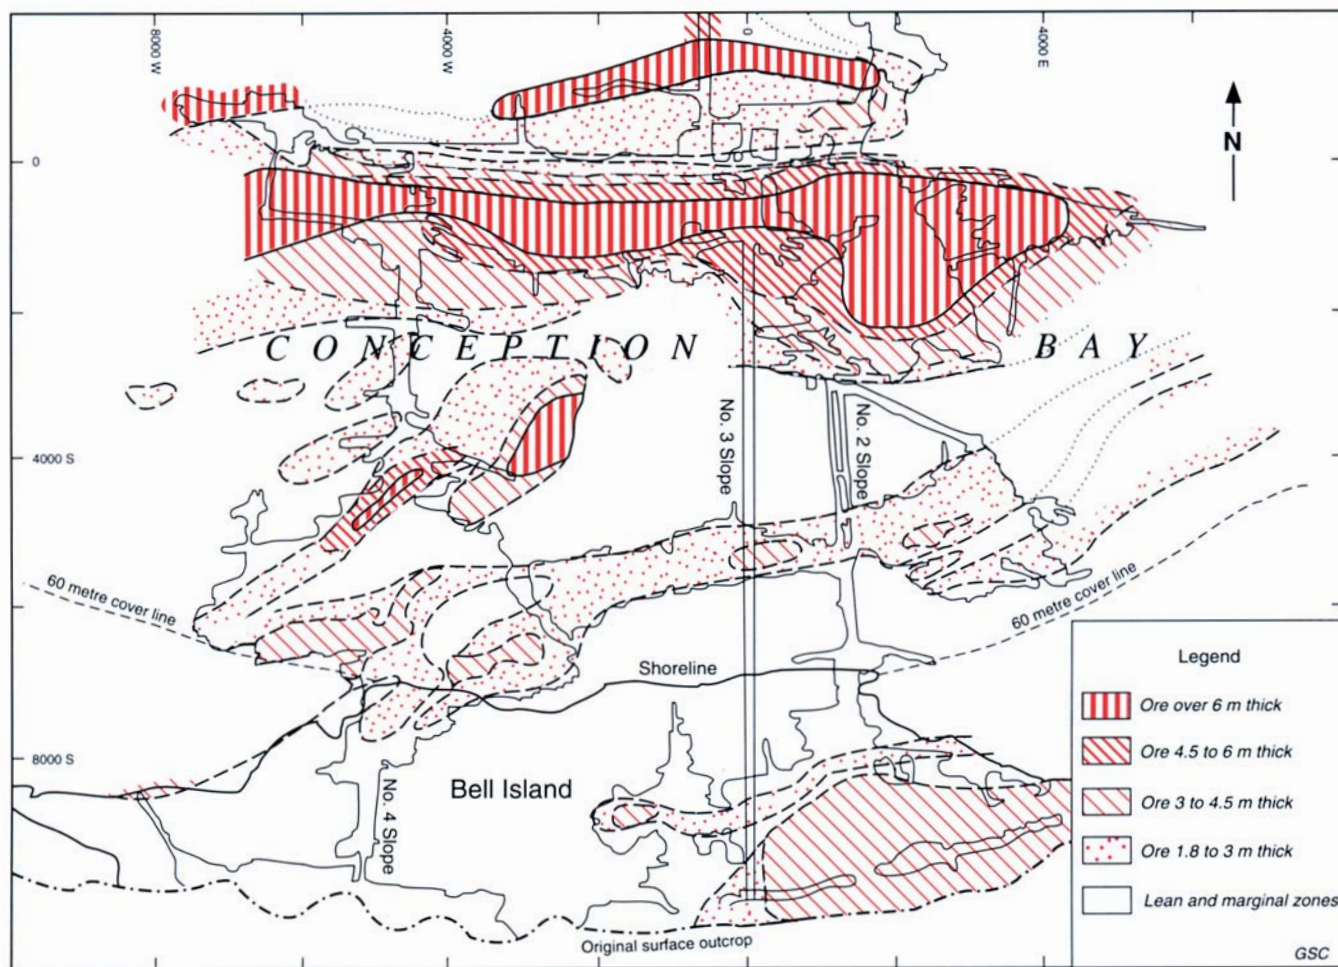 8000 W
4000 W
0
4000 E
N
0
CONCEPTION BAY
No. 3 Slope
No. 2 Slope
4000 S
60 metre cover line
60 metre cover line
Shoreline
Legend
Ore over 6 m thick
8000 S
Ore 4.5 to 6 m thick
Bell Island
No. 4 Slope
Ore 3 to 4.5 m thick
Ore 1.8 to 3 m thick
Lean and marginal zones
Original surface outcrop
GSC